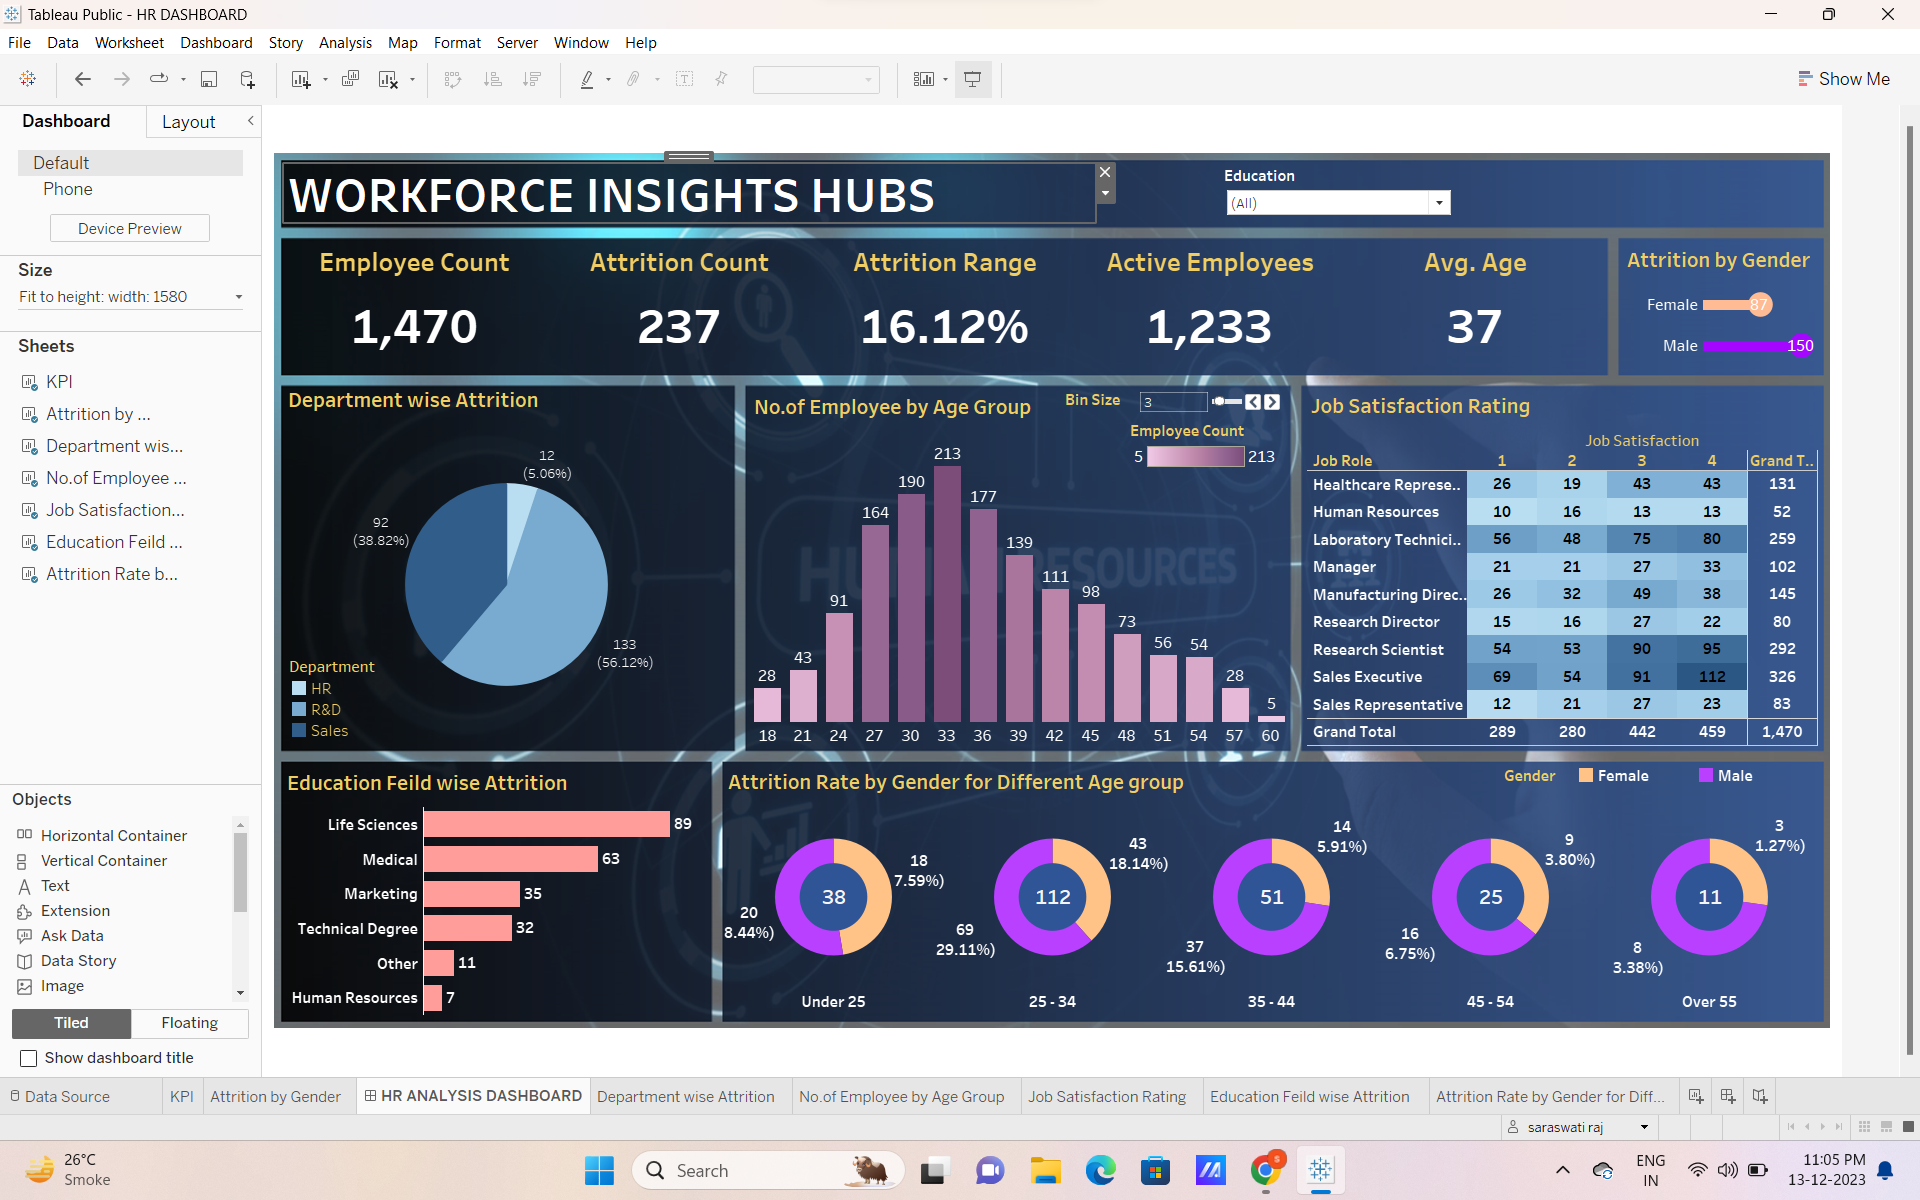 Tableau Public - HR DASHBOARD
File Data Worksheet Dashboard Story Analysis Map Format Server Window Help
Show Me
Dashboard Layout
Default
Phone
Device Preview
Size
Fit to height: width: 1580
Sheets
KPI
Attrition by ...
Department wis...
No.of Employee ...
Job Satisfaction...
Education Feild ...
Attrition Rate b...
Objects
Horizontal Container
Vertical Container
Text
Extension
Ask Data
Data Story
Image
Tiled Floating
Show dashboard title
WORKFORCE INSIGHTS HUBS
Education
(All)
Employee Count Attrition Count Attrition Range Active Employees Avg. Age
1,470 237 16.12% 1,233 37
Attrition by Gender
Female 87
Male 150
Department wise Attrition
12
(5.06%)
92
(38.82%)
133
(56.12%)
Department
HR
R&D
Sales
No.of Employee by Age Group
Bin Size 3
Employee Count
5 213
28 43 91 164 190 213 177 139 111 98 73 56 54 28 5
18 21 24 27 30 33 36 39 42 45 48 51 54 57 60
HUMAN RESOURCES
Job Satisfaction Rating
Job Satisfaction
Job Role 1 2 3 4 Grand T..
Healthcare Represe.. 26 19 43 43 131
Human Resources 10 16 13 13 52
Laboratory Technici.. 56 48 75 80 259
Manager 21 21 27 33 102
Manufacturing Direc.. 26 32 49 38 145
Research Director 15 16 27 22 80
Research Scientist 54 53 90 95 292
Sales Executive 69 54 91 112 326
Sales Representative 12 21 27 23 83
Grand Total 289 280 442 459 1,470
Education Feild wise Attrition
Life Sciences 89
Medical 63
Marketing 35
Technical Degree 32
Other 11
Human Resources 7
Attrition Rate by Gender for Different Age group
Gender Female Male
18
7.59%)
38
20
8.44%)
Under 25
43
18.14%)
112
69
29.11%)
25 - 34
14
5.91%)
51
37
15.61%)
35 - 44
9
3.80%)
25
16
6.75%)
45 - 54
3
1.27%)
11
8
3.38%)
Over 55
Data Source KPI Attrition by Gender HR ANALYSIS DASHBOARD Department wise Attrition No.of Employee by Age Group Job Satisfaction Rating Education Feild wise Attrition Attrition Rate by Gender for Diff...
saraswati raj
26°C
Smoke
Search
ENG
IN
11:05 PM
13-12-2023